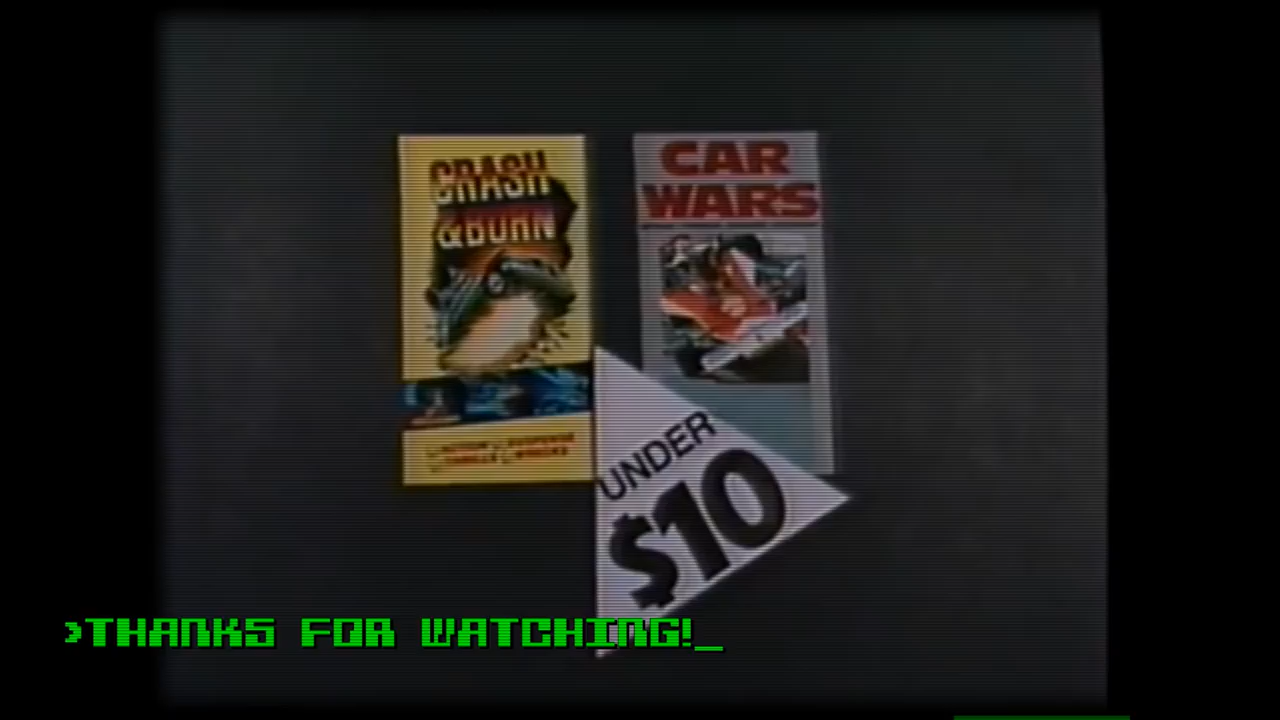 CRASH
& BURN
CAR
WARS
UNDER
$10
>THANKS FOR WATCHING!_